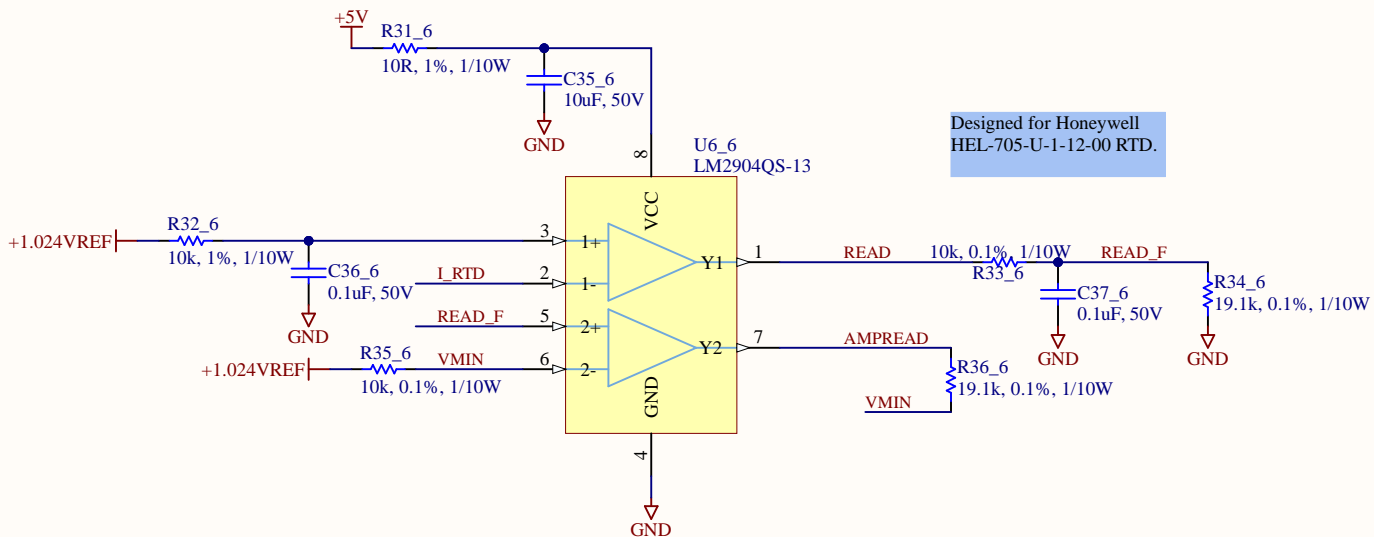 +5V
R31_6
10R, 1%, 1/10W
C35_6
10uF, 50V
GND
Designed for Honeywell
HEL-705-U-1-12-00 RTD.
U6_6
LM2904QS-13
8
VCC
+1.024VREF
R32_6
10k, 1%, 1/10W
C36_6
0.1uF, 50V
GND
3
1+
I_RTD
2
1-
Y1
1
READ
10k, 0.1%, 1/10W
R33_6
READ_F
C37_6
0.1uF, 50V
GND
R34_6
19.1k, 0.1%, 1/10W
GND
READ_F
5
2+
+1.024VREF
R35_6
10k, 0.1%, 1/10W
VMIN
6
2-
Y2
7
AMPREAD
R36_6
19.1k, 0.1%, 1/10W
VMIN
GND
4
GND